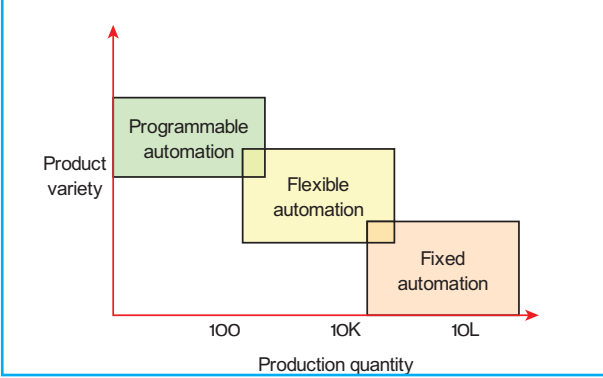 Programmable
automation
Product
variety
Flexible
automation
Fixed
automation
100
10K
10L
Production quantity